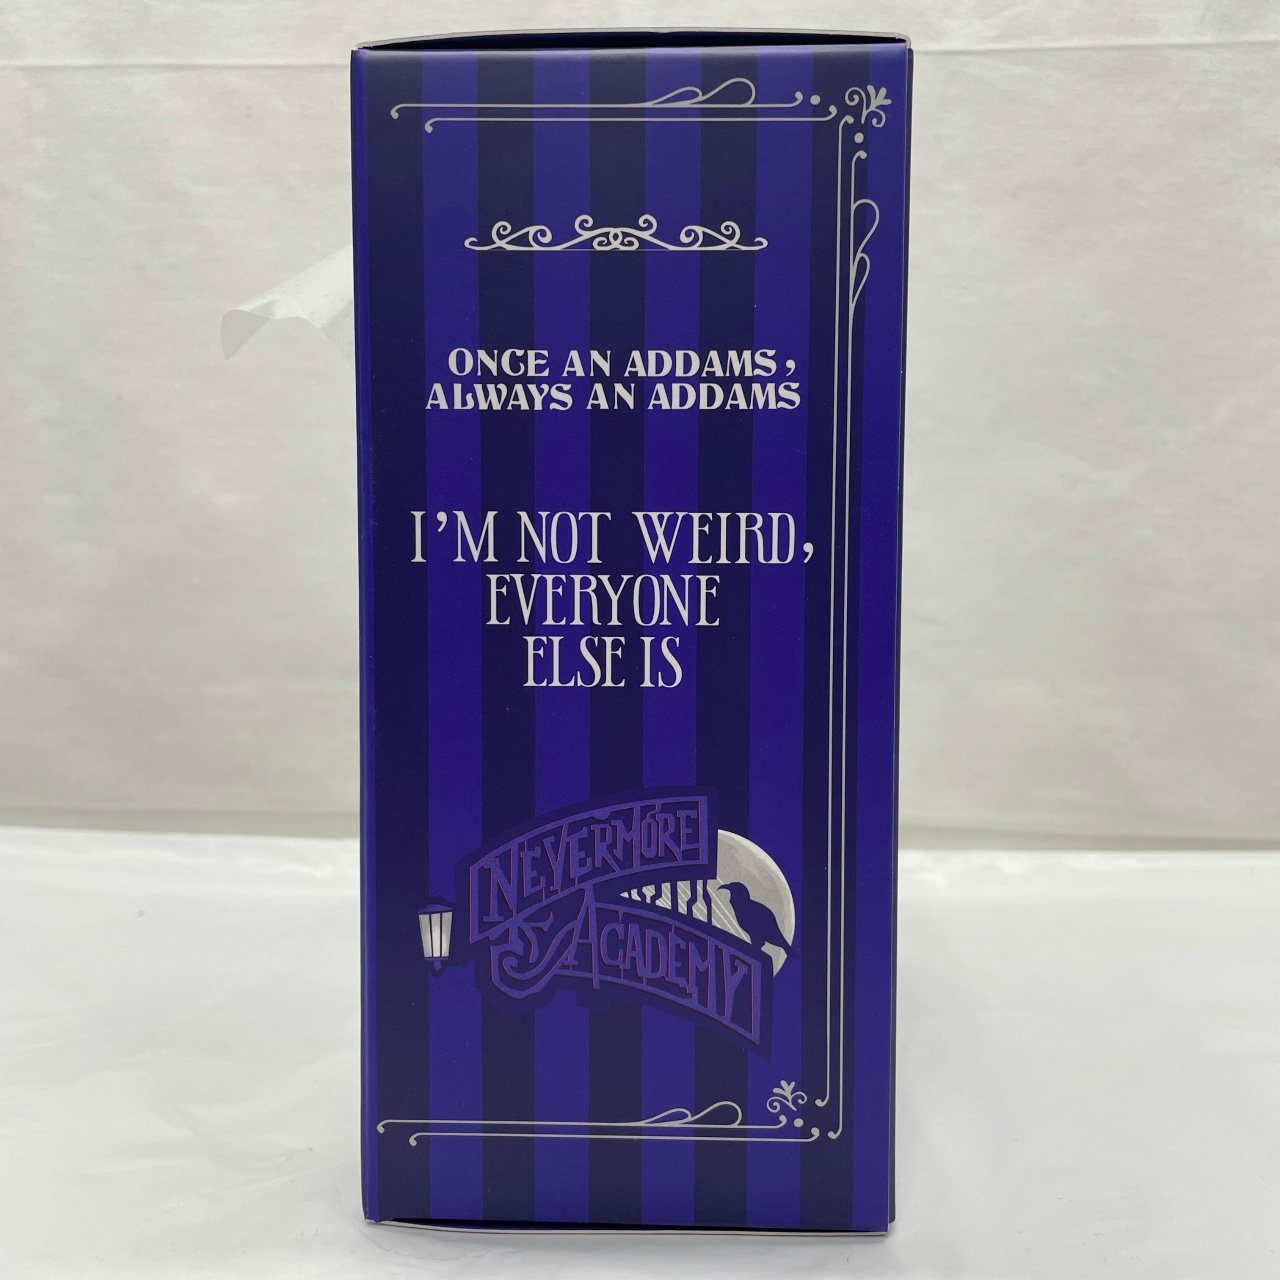 ONCE AN ADDAMS,
ALWAYS AN ADDAMS
I'M NOT WEIRD,
EVERYONE
ELSE IS
NEVERMORE
ACADEMY